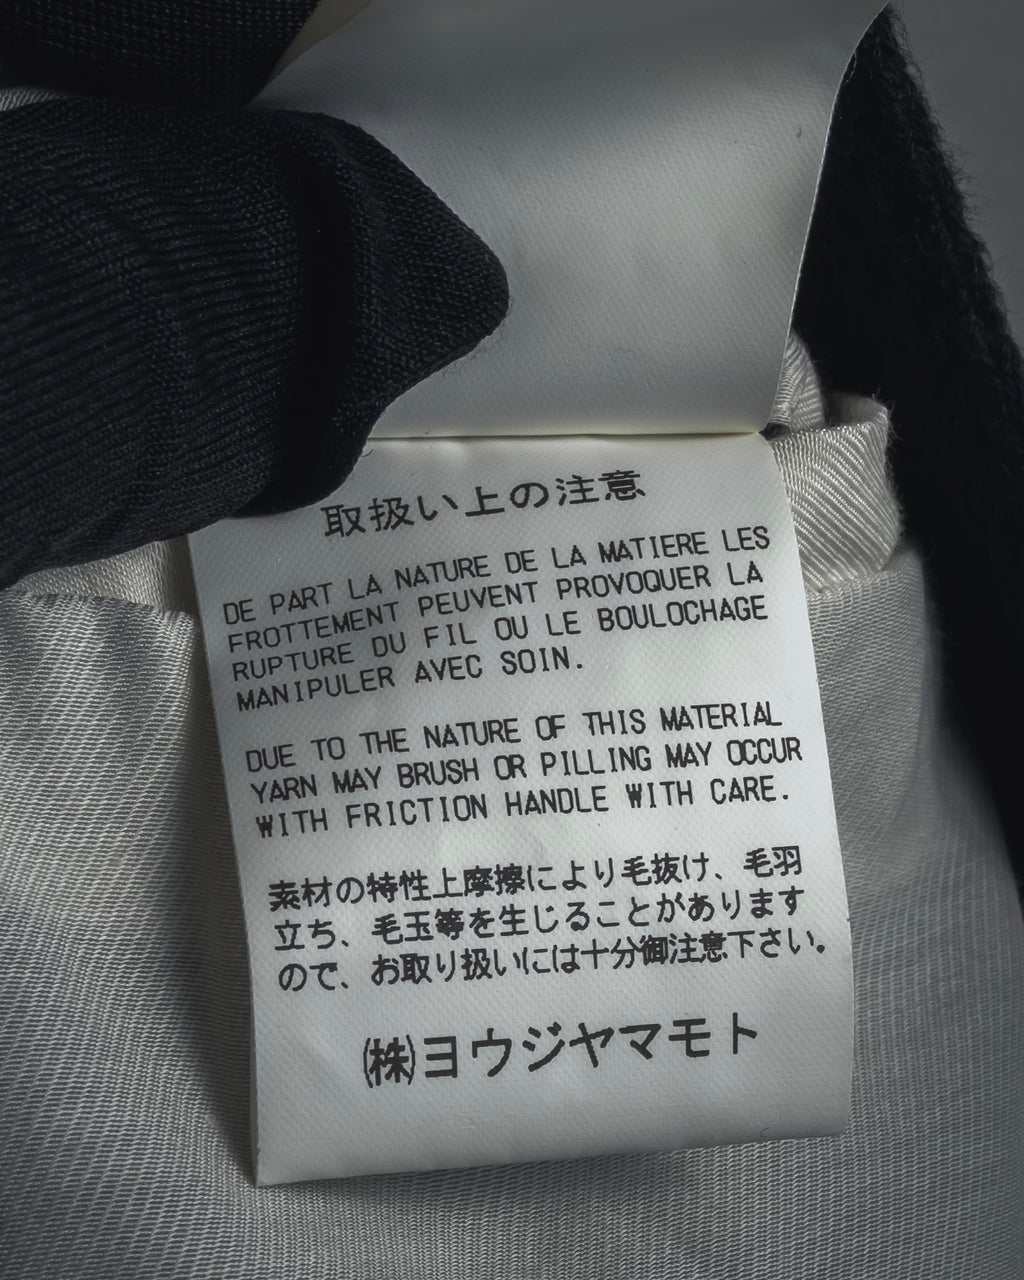 取扱い上の注意
DE PART LA NATURE DE LA MATIERE LES
FROTTEMENT PEUVENT PROVOQUER LA
RUPTURE DU FIL OU LE BOULOCHAGE
MANIPULER AVEC SOIN.
DUE TO THE NATURE OF THIS MATERIAL
YARN MAY BRUSH OR PILLING MAY OCCUR
WITH FRICTION HANDLE WITH CARE.
素材の特性上摩擦により毛抜け、毛羽
立ち、毛玉等を生じることがあります
ので、お取り扱いには十分御注意下さい。
㈱ヨウジヤマモト